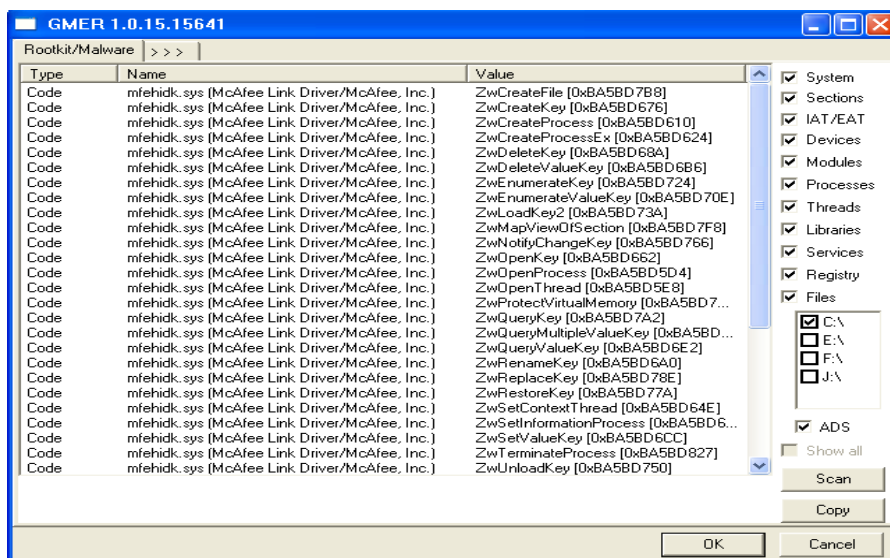 GMER 1.0.15.15641
Rootkit/Malware > > >
Type Name Value
Code mfehidk.sys (McAfee Link Driver/McAfee, Inc.) ZwCreateFile [0xBA5BD7B8]
Code mfehidk.sys (McAfee Link Driver/McAfee, Inc.) ZwCreateKey [0xBA5BD676]
Code mfehidk.sys (McAfee Link Driver/McAfee, Inc.) ZwCreateProcess [0xBA5BD610]
Code mfehidk.sys (McAfee Link Driver/McAfee, Inc.) ZwCreateProcessEx [0xBA5BD624]
Code mfehidk.sys (McAfee Link Driver/McAfee, Inc.) ZwDeleteKey [0xBA5BD68A]
Code mfehidk.sys (McAfee Link Driver/McAfee, Inc.) ZwDeleteValueKey [0xBA5BD6B6]
Code mfehidk.sys (McAfee Link Driver/McAfee, Inc.) ZwEnumerateKey [0xBA5BD724]
Code mfehidk.sys (McAfee Link Driver/McAfee, Inc.) ZwEnumerateValueKey [0xBA5BD70E]
Code mfehidk.sys (McAfee Link Driver/McAfee, Inc.) ZwLoadKey2 [0xBA5BD73A]
Code mfehidk.sys (McAfee Link Driver/McAfee, Inc.) ZwMapViewOfSection [0xBA5BD7F8]
Code mfehidk.sys (McAfee Link Driver/McAfee, Inc.) ZwNotifyChangeKey [0xBA5BD766]
Code mfehidk.sys (McAfee Link Driver/McAfee, Inc.) ZwOpenKey [0xBA5BD662]
Code mfehidk.sys (McAfee Link Driver/McAfee, Inc.) ZwOpenProcess [0xBA5BD5D4]
Code mfehidk.sys (McAfee Link Driver/McAfee, Inc.) ZwOpenThread [0xBA5BD5E8]
Code mfehidk.sys (McAfee Link Driver/McAfee, Inc.) ZwProtectVirtualMemory [0xBA5BD7...
Code mfehidk.sys (McAfee Link Driver/McAfee, Inc.) ZwQueryKey [0xBA5BD7A2]
Code mfehidk.sys (McAfee Link Driver/McAfee, Inc.) ZwQueryMultipleValueKey [0xBA5BD...
Code mfehidk.sys (McAfee Link Driver/McAfee, Inc.) ZwQueryValueKey [0xBA5BD6E2]
Code mfehidk.sys (McAfee Link Driver/McAfee, Inc.) ZwRenameKey [0xBA5BD6A0]
Code mfehidk.sys (McAfee Link Driver/McAfee, Inc.) ZwReplaceKey [0xBA5BD78E]
Code mfehidk.sys (McAfee Link Driver/McAfee, Inc.) ZwRestoreKey [0xBA5BD77A]
Code mfehidk.sys (McAfee Link Driver/McAfee, Inc.) ZwSetContextThread [0xBA5BD64E]
Code mfehidk.sys (McAfee Link Driver/McAfee, Inc.) ZwSetInformationProcess [0xBA5BD6...
Code mfehidk.sys (McAfee Link Driver/McAfee, Inc.) ZwSetValueKey [0xBA5BD6CC]
Code mfehidk.sys (McAfee Link Driver/McAfee, Inc.) ZwTerminateProcess [0xBA5BD827]
Code mfehidk.sys (McAfee Link Driver/McAfee, Inc.) ZwUnloadKey [0xBA5BD750]
System
Sections
IAT/EAT
Devices
Modules
Processes
Threads
Libraries
Services
Registry
Files
C:\
E:\
F:\
J:\
ADS
Show all
Scan
Copy
OK
Cancel